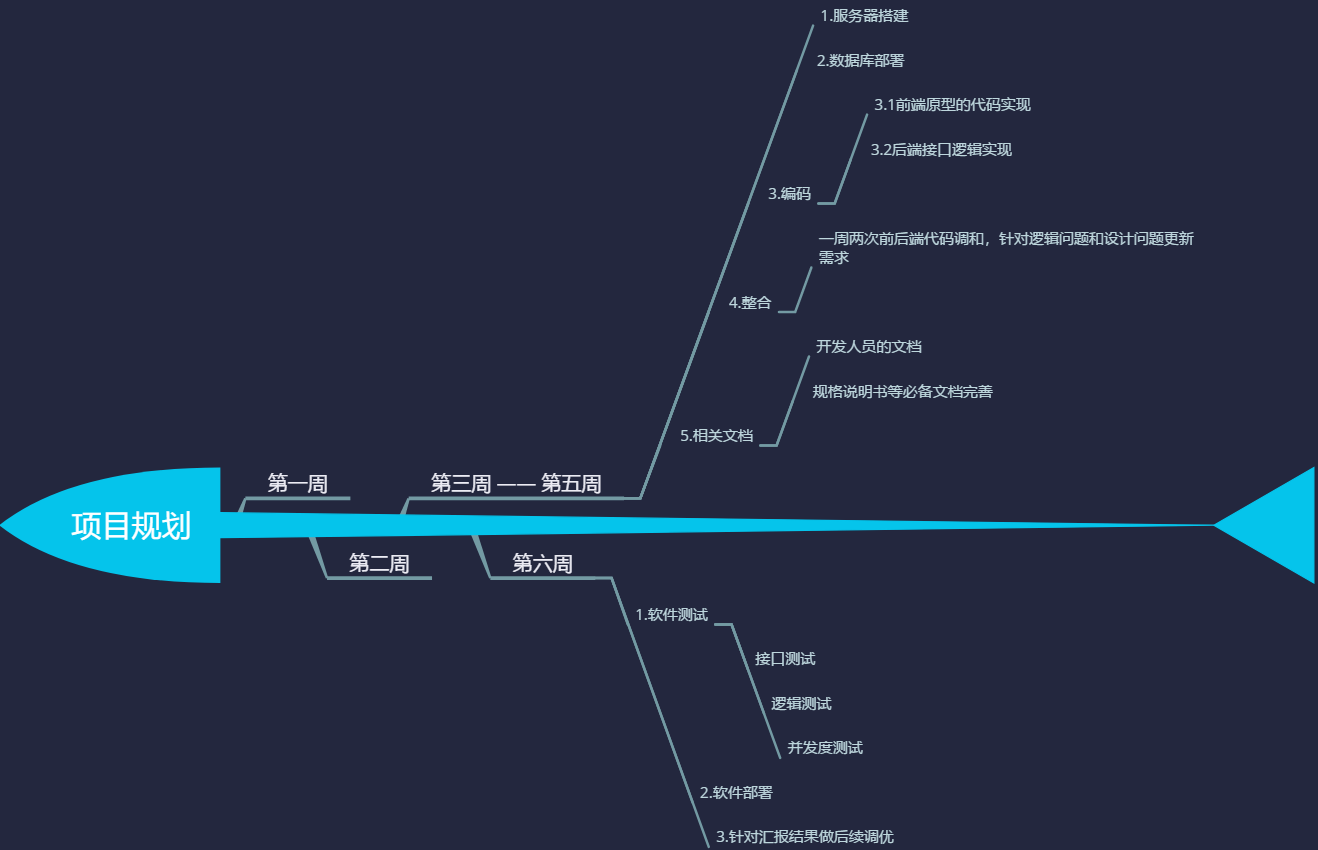 项目规划
第一周
第二周
第三周 —— 第五周
1.服务器搭建
2.数据库部署
3.编码
3.1前端原型的代码实现
3.2后端接口逻辑实现
4.整合
一周两次前后端代码调和，针对逻辑问题和设计问题更新
需求
5.相关文档
开发人员的文档
规格说明书等必备文档完善
第六周
1.软件测试
接口测试
逻辑测试
并发度测试
2.软件部署
3.针对汇报结果做后续调优